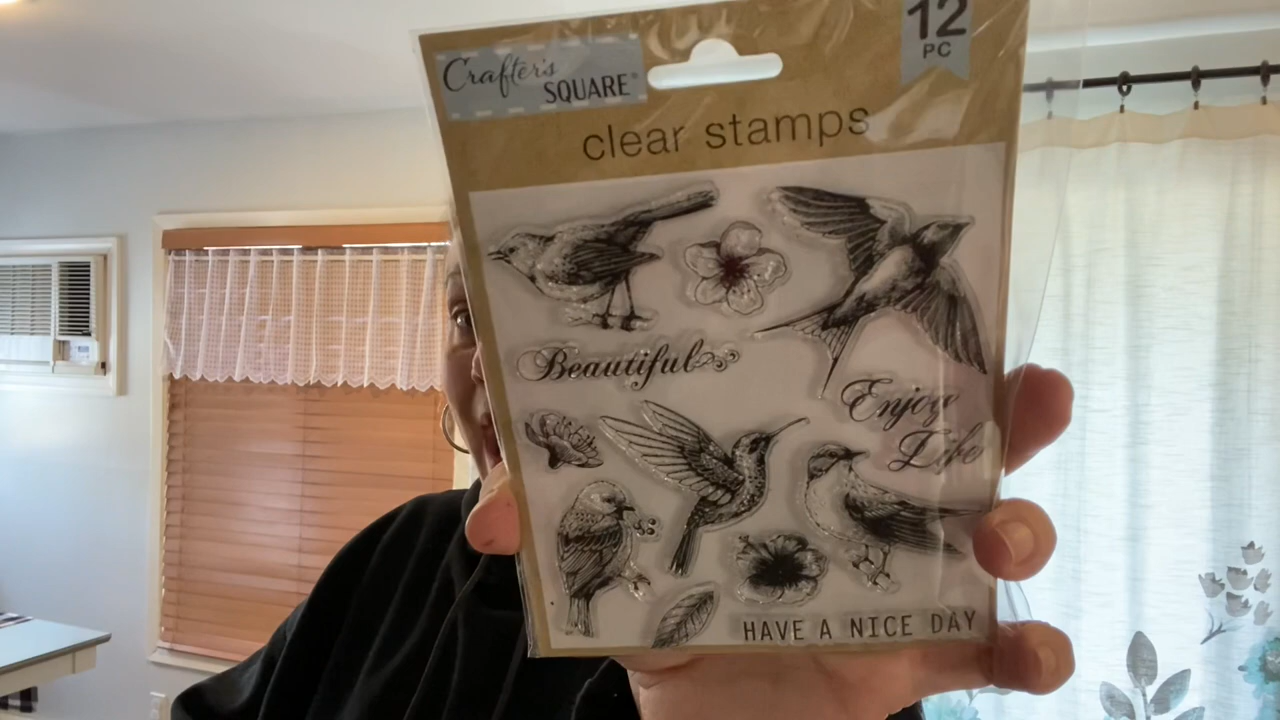 Crafter's
SQUARE®
12
PC
clear stamps
Beautiful
Enjoy
Life
HAVE A NICE DAY